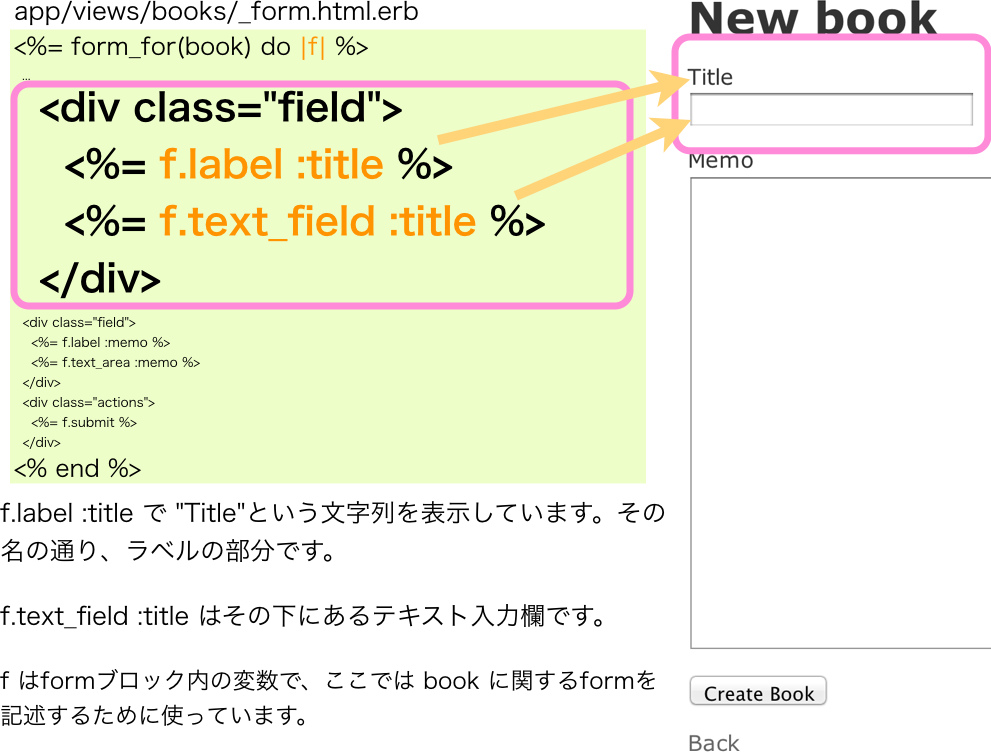 app/views/books/_form.html.erb
<%= form_for(book) do |f| %>
...
<div class="field">
<%= f.label :title %>
<%= f.text_field :title %>
</div>
<div class="field">
<%= f.label :memo %>
<%= f.text_area :memo %>
</div>
<div class="actions">
<%= f.submit %>
</div>
<% end %>
f.label :title で "Title"という文字列を表示しています。その
名の通り、ラベルの部分です。
f.text_field :title はその下にあるテキスト入力欄です。
f はformブロック内の変数で、ここでは book に関するformを
記述するために使っています。
New book
Title
Memo
Create Book
Back